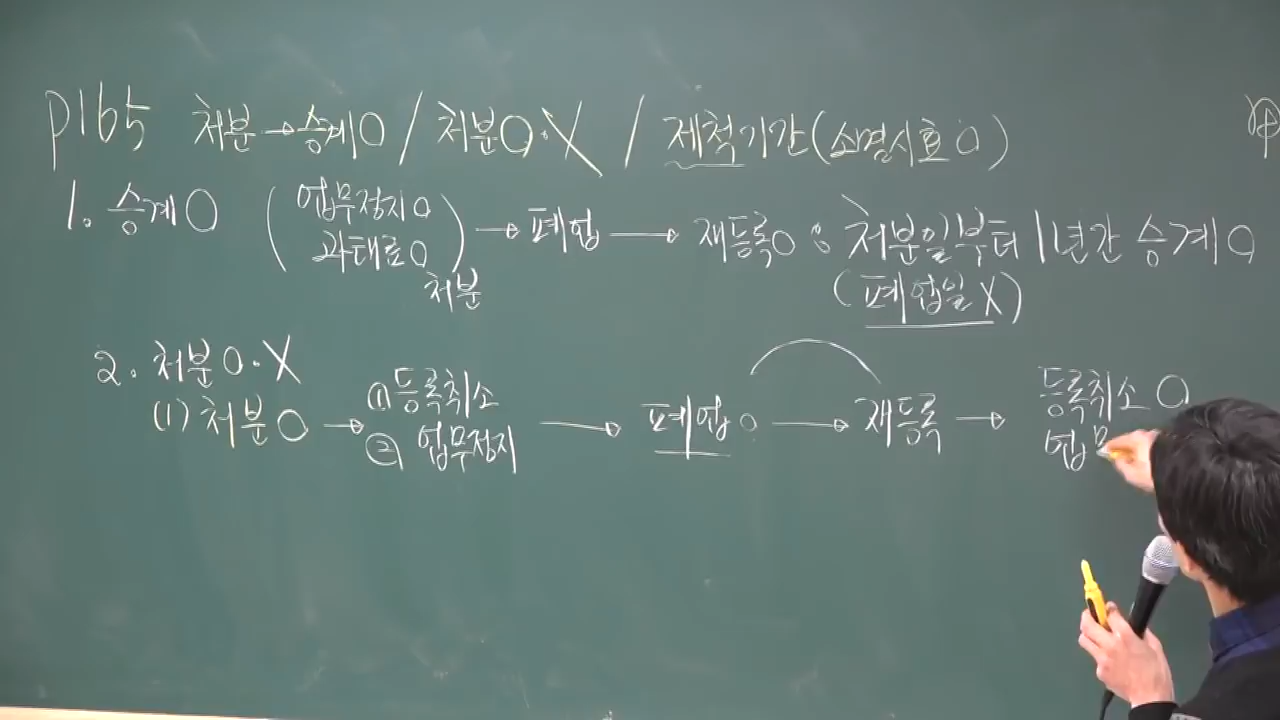 P165 처분→승계O / 처분O·X / 제척기간(소멸시효O)
1. 승계O (업무정지O 과태료O) 처분 → 폐업 → 재등록O : 처분일부터 1년간 승계O
(폐업일X)
2. 처분O·X
(1) 처분O → ① 등록취소 ② 업무정지 → 폐업O → 재등록 → 등록취소 O
업무